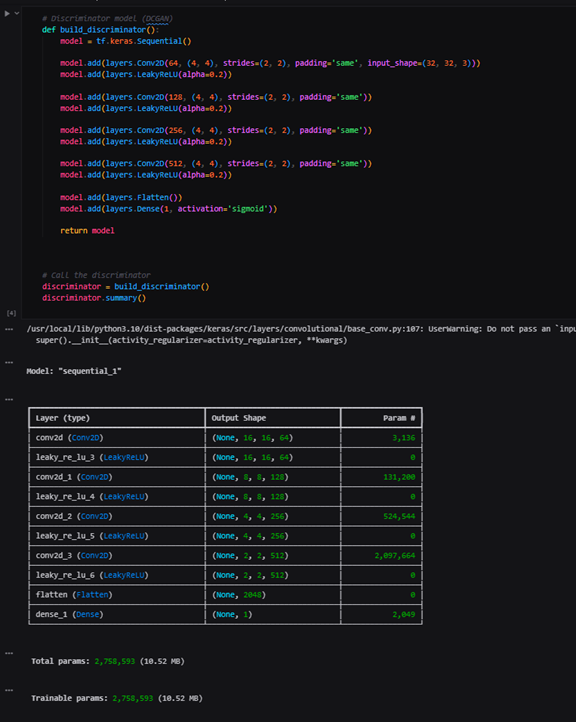 # Discriminator model (DCGAN)
def build_discriminator():
model = tf.keras.Sequential()
model.add(layers.Conv2D(64, (4, 4), strides=(2, 2), padding='same', input_shape=(32, 32, 3)))
model.add(layers.LeakyReLU(alpha=0.2))
model.add(layers.Conv2D(128, (4, 4), strides=(2, 2), padding='same'))
model.add(layers.LeakyReLU(alpha=0.2))
model.add(layers.Conv2D(256, (4, 4), strides=(2, 2), padding='same'))
model.add(layers.LeakyReLU(alpha=0.2))
model.add(layers.Conv2D(512, (4, 4), strides=(2, 2), padding='same'))
model.add(layers.LeakyReLU(alpha=0.2))
model.add(layers.Flatten())
model.add(layers.Dense(1, activation='sigmoid'))
return model
# Call the discriminator
discriminator = build_discriminator()
discriminator.summary()
[4]
... /usr/local/lib/python3.10/dist-packages/keras/src/layers/convolutional/base_conv.py:107: UserWarning: Do not pass an `inpu
super().__init__(activity_regularizer=activity_regularizer, **kwargs)
...
Model: "sequential_1"
...
Layer (type) Output Shape Param #
conv2d (Conv2D) (None, 16, 16, 64) 3,136
leaky_re_lu_3 (LeakyReLU) (None, 16, 16, 64) 0
conv2d_1 (Conv2D) (None, 8, 8, 128) 131,200
leaky_re_lu_4 (LeakyReLU) (None, 8, 8, 128) 0
conv2d_2 (Conv2D) (None, 4, 4, 256) 524,544
leaky_re_lu_5 (LeakyReLU) (None, 4, 4, 256) 0
conv2d_3 (Conv2D) (None, 2, 2, 512) 2,097,664
leaky_re_lu_6 (LeakyReLU) (None, 2, 2, 512) 0
flatten (Flatten) (None, 2048) 0
dense_1 (Dense) (None, 1) 2,049
...
Total params: 2,758,593 (10.52 MB)
...
Trainable params: 2,758,593 (10.52 MB)